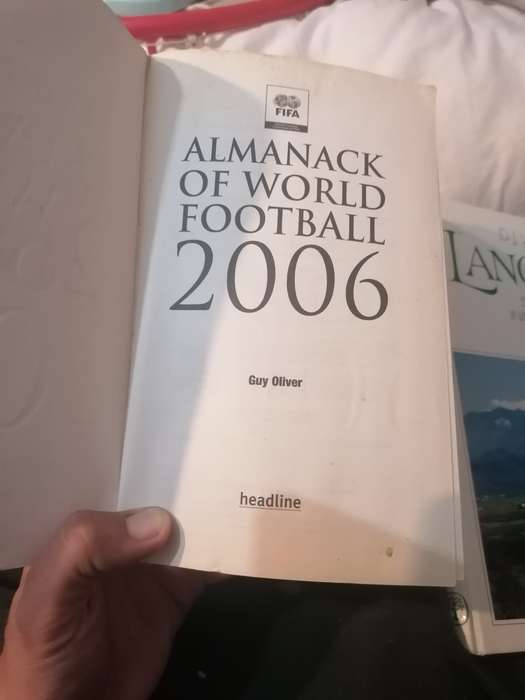 FIFA
ALMANACK
OF WORLD
FOOTBALL
2006
Guy Oliver
headline